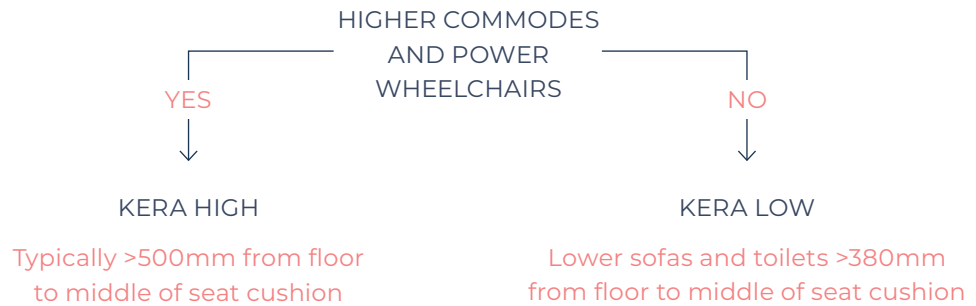 HIGHER COMMODES
AND POWER
WHEELCHAIRS
YES
NO
KERA HIGH
KERA LOW
Typically >500mm from floor
to middle of seat cushion
Lower sofas and toilets >380mm
from floor to middle of seat cushion